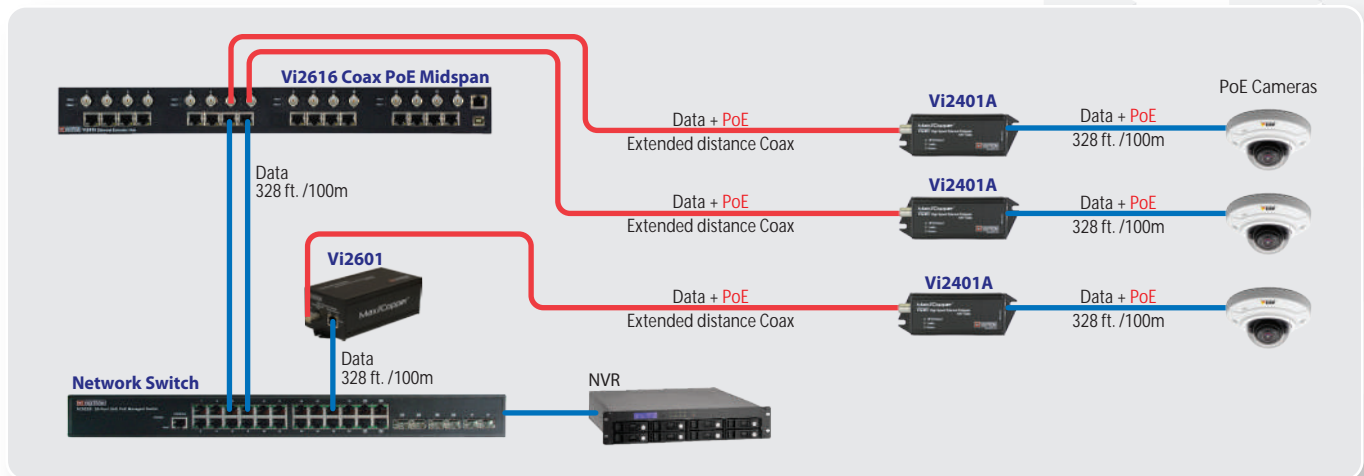 Vi2616 Coax PoE Midspan
Vi2401A
PoE Cameras
Data + PoE
Extended distance Coax
Data + PoE
328 ft. /100m
Data
328 ft. /100m
Vi2401A
Data + PoE
Extended distance Coax
Data + PoE
328 ft. /100m
Vi2601
Vi2401A
Data + PoE
Extended distance Coax
Data + PoE
328 ft. /100m
Data
328 ft. /100m
Network Switch
NVR